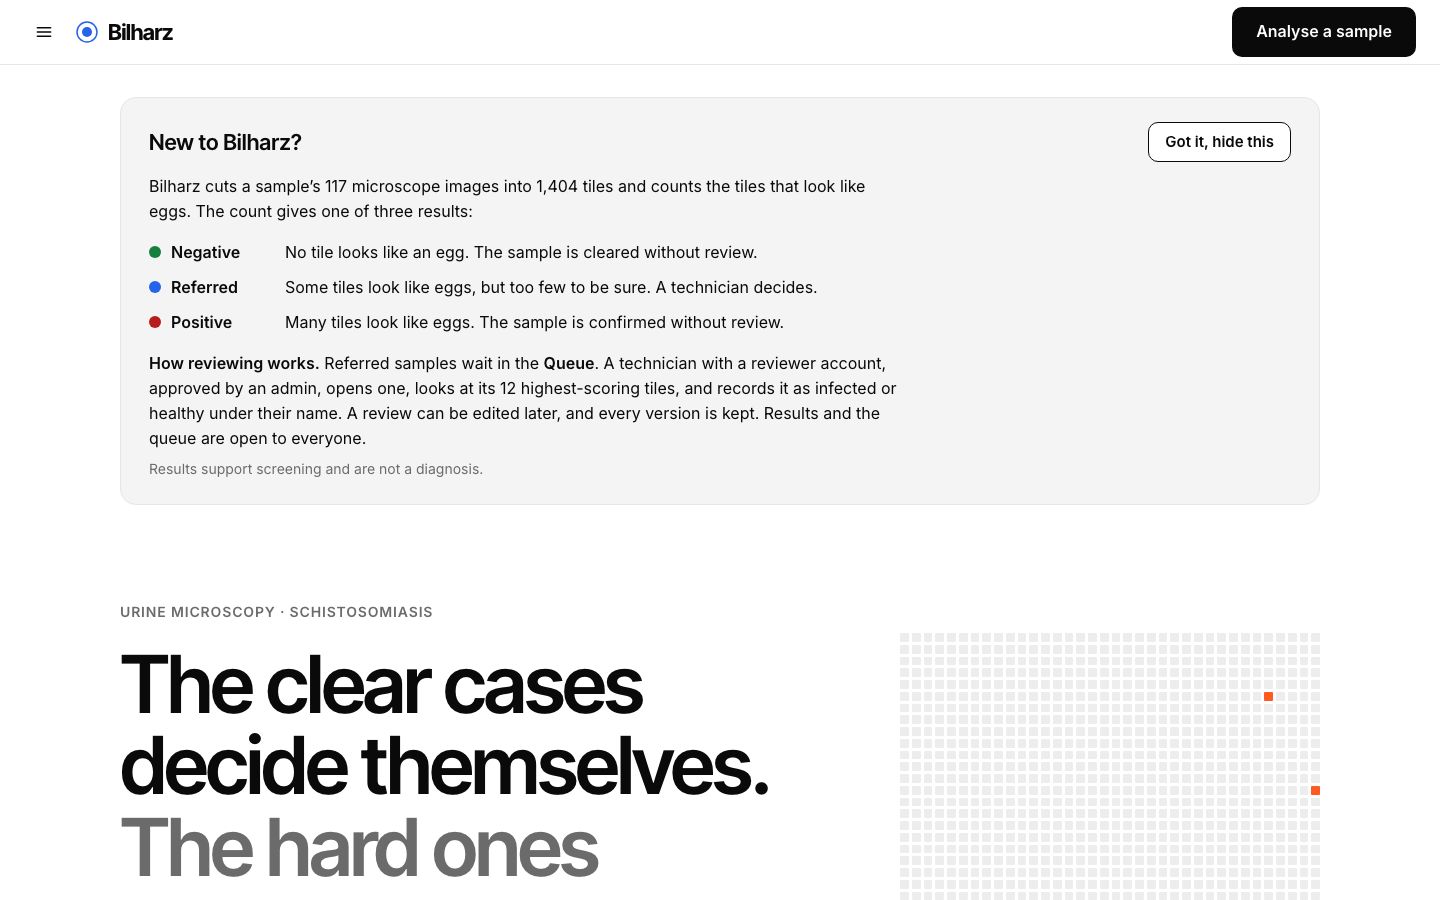 Bilharz
Analyse a sample
New to Bilharz?
Got it, hide this
Bilharz cuts a sample’s 117 microscope images into 1,404 tiles and counts the tiles that look like
eggs. The count gives one of three results:
Negative No tile looks like an egg. The sample is cleared without review.
Referred Some tiles look like eggs, but too few to be sure. A technician decides.
Positive Many tiles look like eggs. The sample is confirmed without review.
How reviewing works. Referred samples wait in the Queue. A technician with a reviewer account,
approved by an admin, opens one, looks at its 12 highest-scoring tiles, and records it as infected or
healthy under their name. A review can be edited later, and every version is kept. Results and the
queue are open to everyone.
Results support screening and are not a diagnosis.
URINE MICROSCOPY · SCHISTOSOMIASIS
The clear cases
decide themselves.
The hard ones